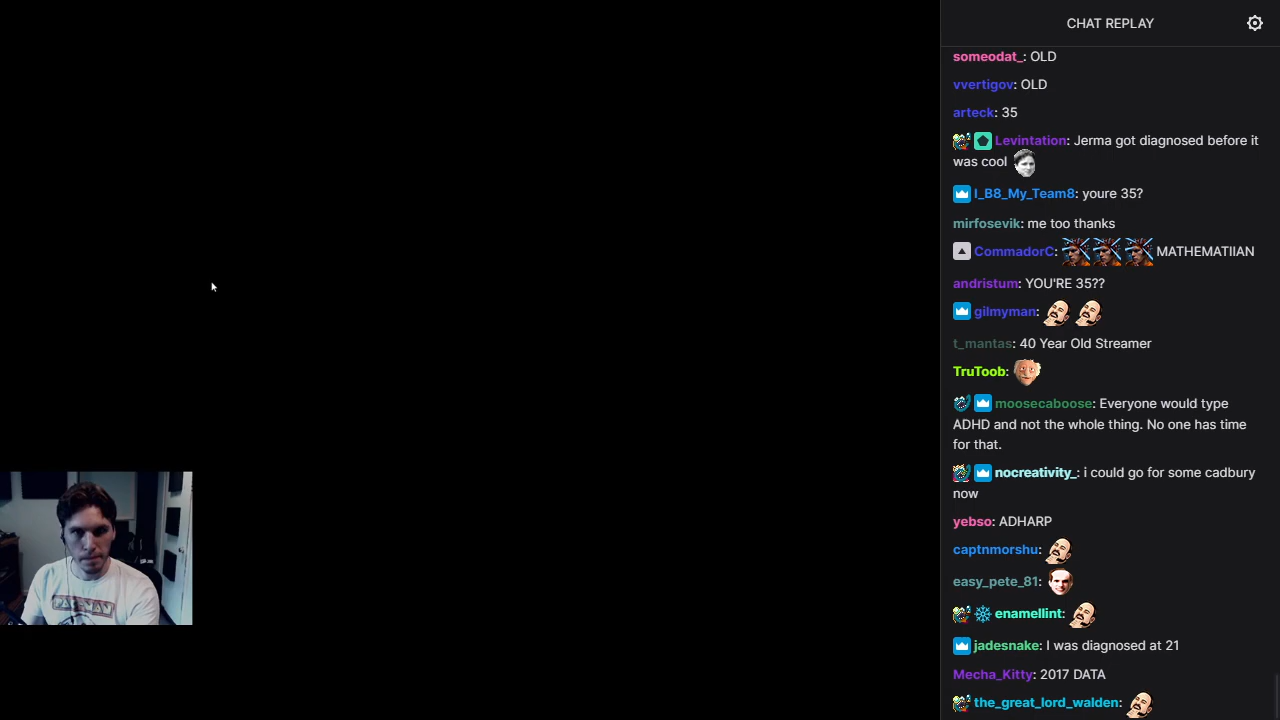 CHAT REPLAY
someodat_: OLD
vvertigov: OLD
arteck: 35
Levintation: Jerma got diagnosed before it
was cool
I_B8_My_Team8: youre 35?
mirfosevik: me too thanks
CommadorC: MATHEMATIIAN
andristum: YOU'RE 35??
gilmyman:
t_mantas: 40 Year Old Streamer
TruToob:
moosecaboose: Everyone would type
ADHD and not the whole thing. No one has time
for that.
nocreativity_: i could go for some cadbury
now
yebso: ADHARP
captnmorshu:
easy_pete_81:
enamellint:
jadesnake: I was diagnosed at 21
Mecha_Kitty: 2017 DATA
the_great_lord_walden:
PAC-MAN